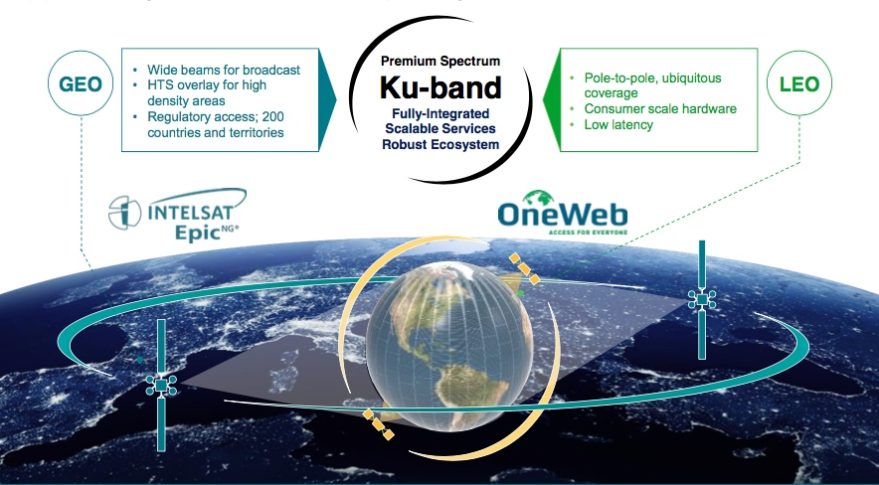 GEO
• Wide beams for broadcast
• HTS overlay for high
density areas
• Regulatory access; 200
countries and territories
Premium Spectrum
Ku-band
Fully-Integrated
Scalable Services
Robust Ecosystem
• Pole-to-pole, ubiquitous
coverage
• Consumer scale hardware
• Low latency
LEO
INTELSAT
Epic NG®
OneWeb
ACCESS FOR EVERYONE